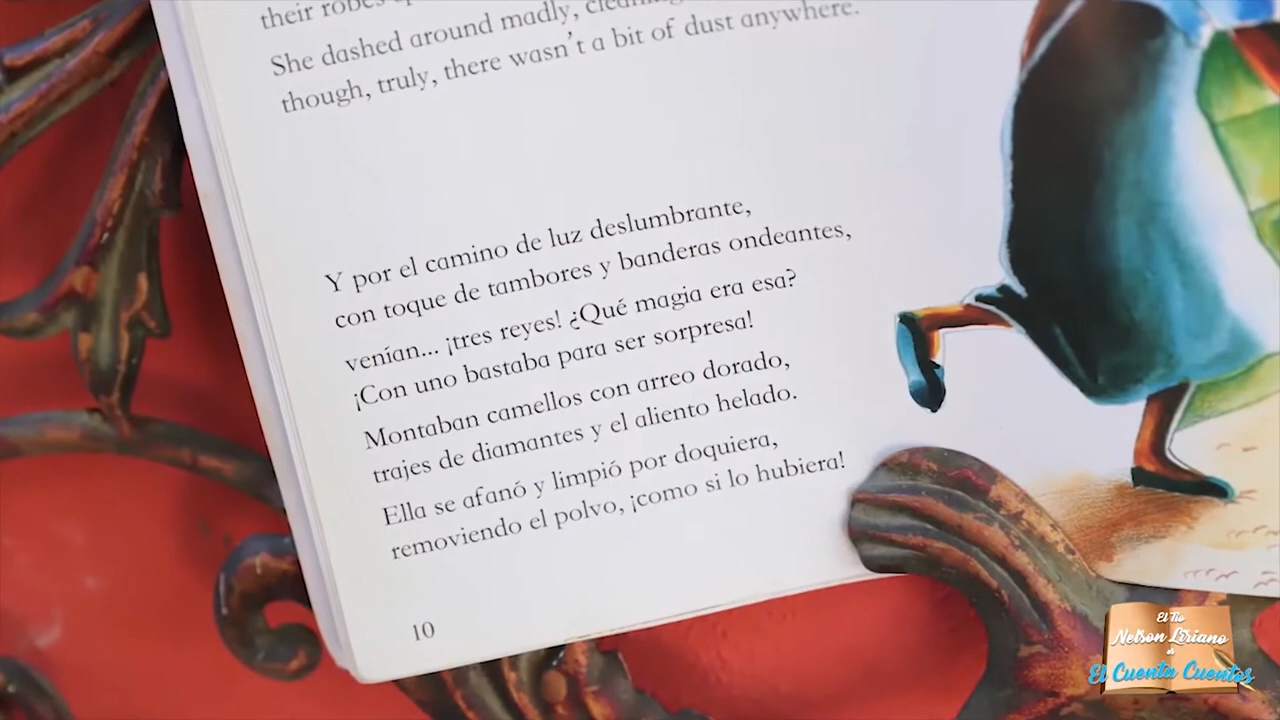 their robes
She dashed around madly, cleaning
though, truly, there wasn't a bit of dust anywhere.
Y por el camino de luz deslumbrante,
con toque de tambores y banderas ondeantes,
venían... ¡tres reyes! ¿Qué magia era esa?
¡Con uno bastaba para ser sorpresa!
Montaban camellos con arreo dorado,
trajes de diamantes y el aliento helado.
Ella se afanó y limpió por doquiera,
removiendo el polvo, ¡como si lo hubiera!
10
El Tío
Nelson Liriano
El Cuenta Cuentos